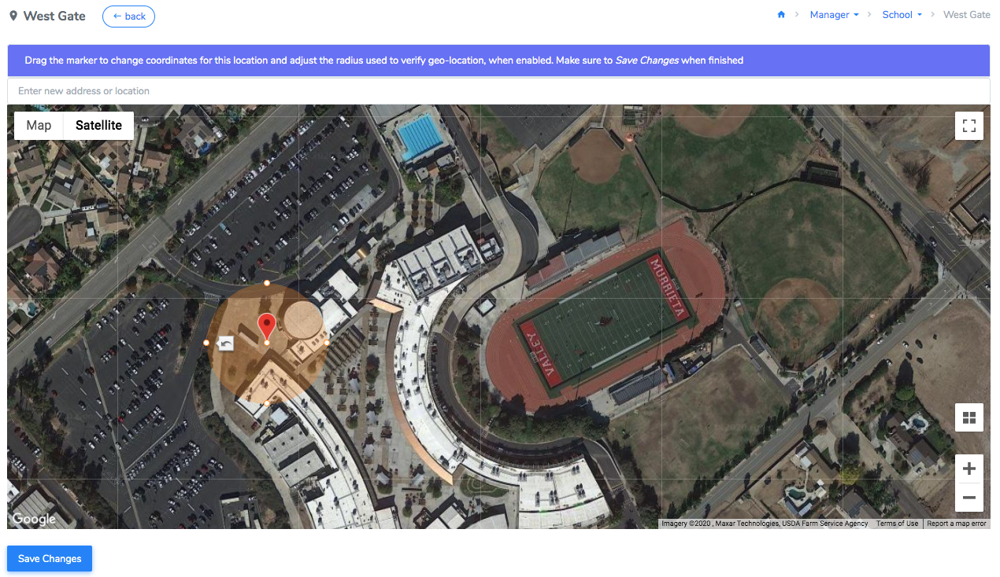 West Gate
← back
Manager
School
West Gate
Drag the marker to change coordinates for this location and adjust the radius used to verify geo-location, when enabled. Make sure to Save Changes when finished
Enter new address or location
Map
Satellite
MURRIETA
VALLEY
Google
Imagery ©2020 , Maxar Technologies, USDA Farm Service Agency
Terms of Use
Report a map error
Save Changes